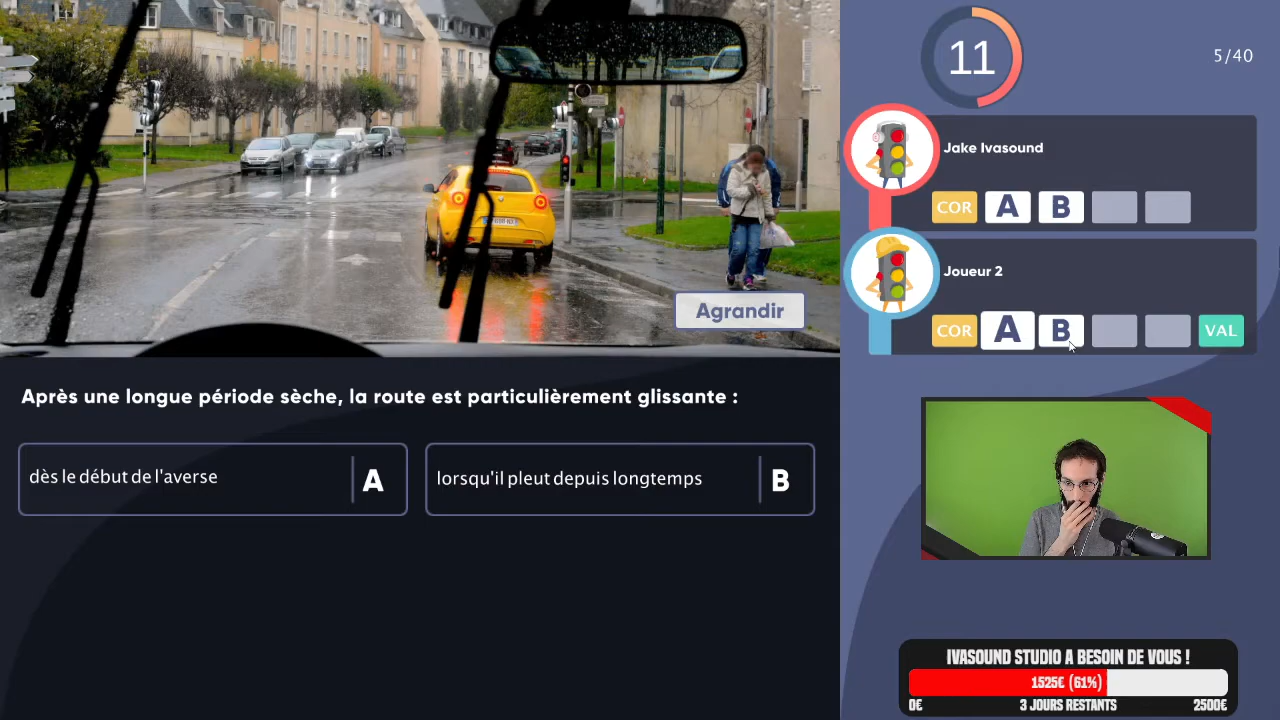 11
5/40
Jake Ivasound
COR A B
Joueur 2
COR A B VAL
Agrandir
Après une longue période sèche, la route est particulièrement glissante :
dès le début de l'averse A
lorsqu'il pleut depuis longtemps B
IVASOUND STUDIO A BESOIN DE VOUS !
1525€ (61%)
0€ 3 JOURS RESTANTS 2500€